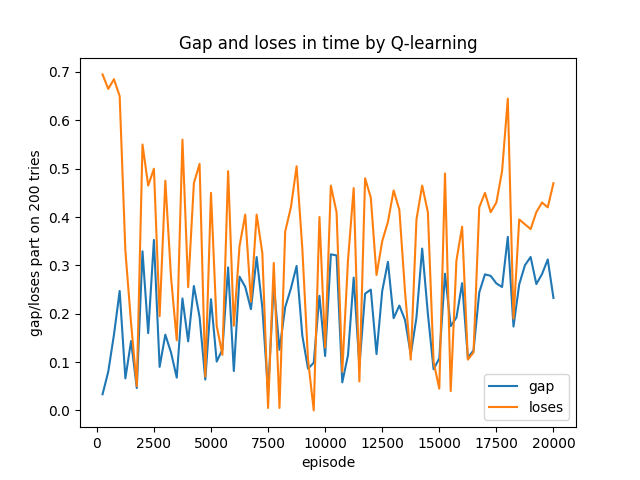 Gap and loses in time by Q-learning
gap/loses part on 200 tries
0.7
0.6
0.5
0.4
0.3
0.2
0.1
0.0
gap
loses
0 2500 5000 7500 10000 12500 15000 17500 20000
episode